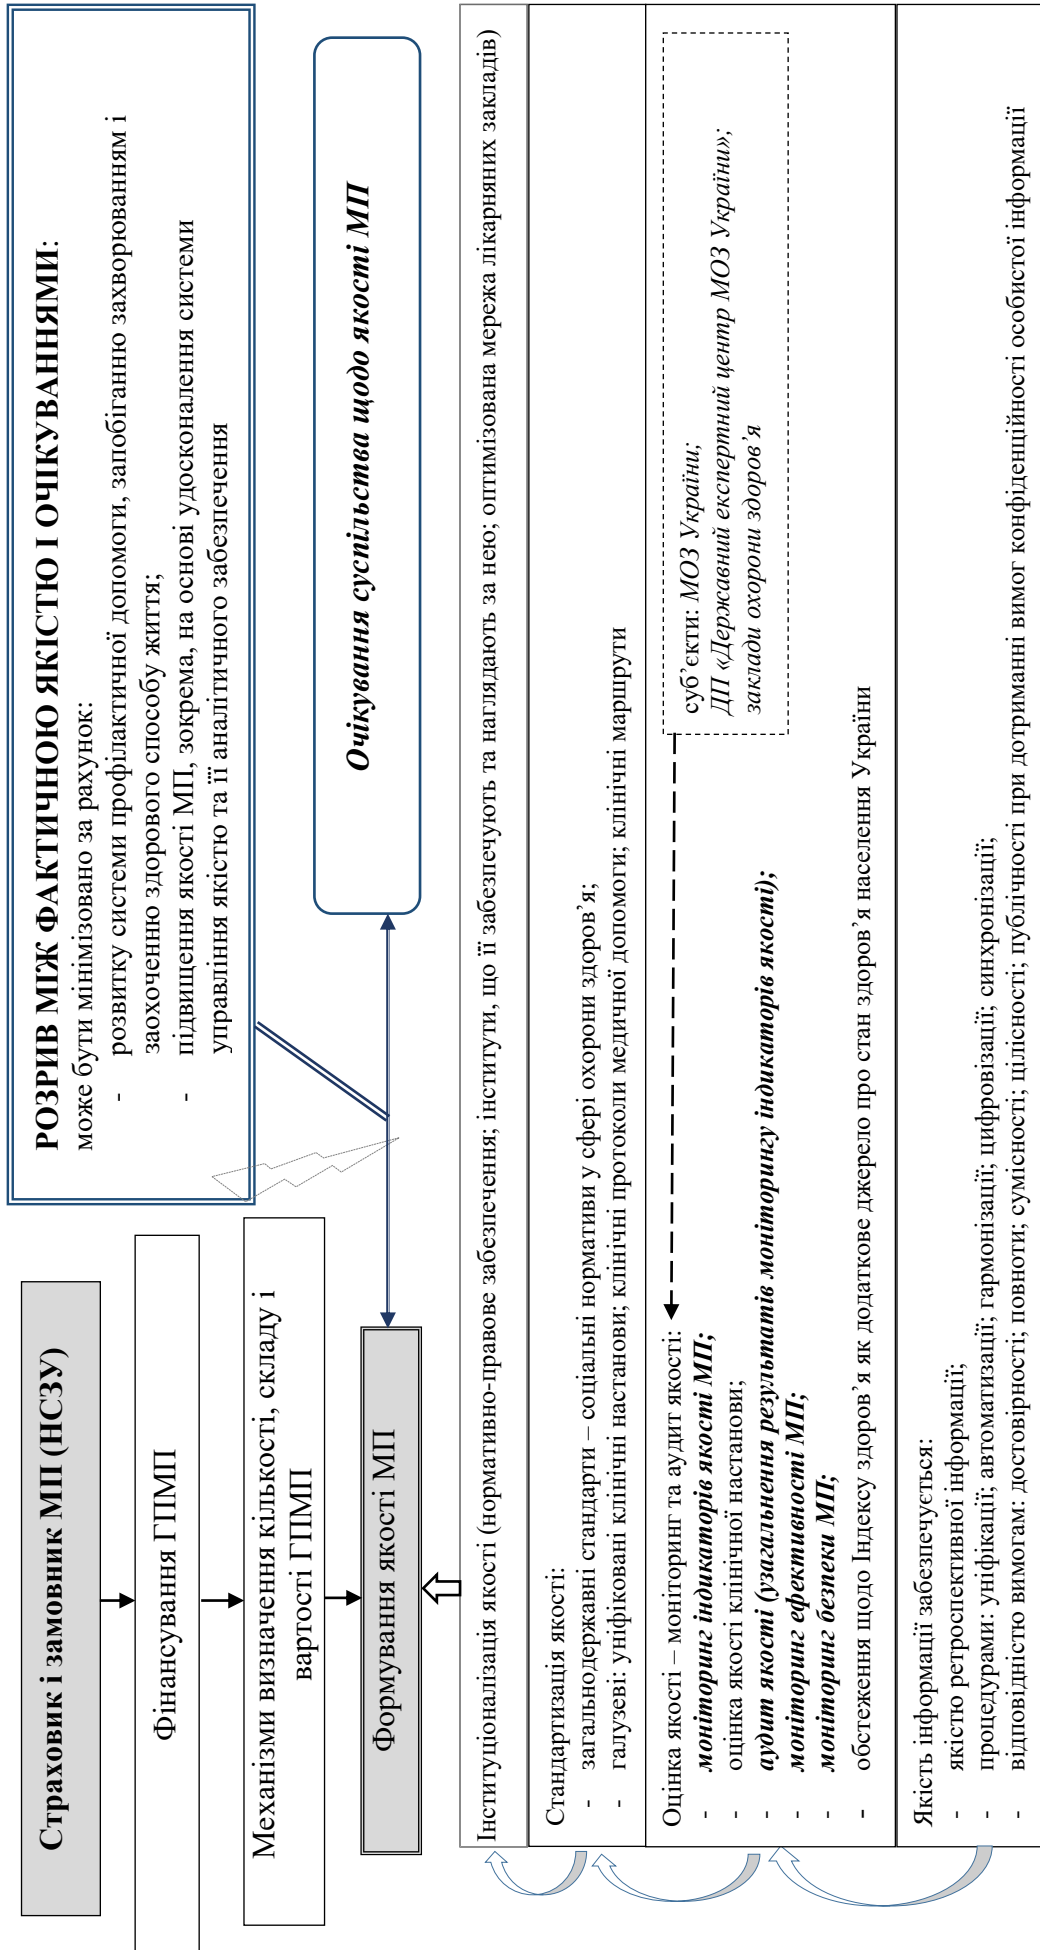 Страховик і замовник МП (НСЗУ)
Фінансування ГПМП
Механізми визначення кількості, складу і
вартості ГПМП
Формування якості МП
РОЗРИВ МІЖ ФАКТИЧНОЮ ЯКІСТЮ І ОЧІКУВАННЯМИ:
може бути мінімізовано за рахунок:
- розвитку системи профілактичної допомоги, запобіганню захворюванням і
заохоченню здорового способу життя;
- підвищення якості МП, зокрема, на основі удосконалення системи
управління якістю та її аналітичного забезпечення
Очікування суспільства щодо якості МП
Інституціоналізація якості (нормативно-правове забезпечення; інститути, що її забезпечують та наглядають за нею; оптимізована мережа лікарняних закладів)
Стандартизація якості:
- загальнодержавні стандарти – соціальні нормативи у сфері охорони здоров’я;
- галузеві: уніфіковані клінічні настанови; клінічні протоколи медичної допомоги; клінічні маршрути
Оцінка якості – моніторинг та аудит якості:
- моніторинг індикаторів якості МП;
- оцінка якості клінічної настанови;
- аудит якості (узагальнення результатів моніторингу індикаторів якості);
- моніторинг ефективності МП;
- моніторинг безпеки МП;
- обстеження щодо Індексу здоров’я як додаткове джерело про стан здоров’я населення України
суб’єкти: МОЗ України;
ДП «Державний експертний центр МОЗ України»;
заклади охорони здоров’я
Якість інформації забезпечується:
- якістю ретроспективної інформації;
- процедурами: уніфікації; автоматизації; гармонізації; цифровізації; синхронізації;
- відповідністю вимогам: достовірності; повноти; сумісності; цілісності; публічності при дотриманні вимог конфіденційності особистої інформації